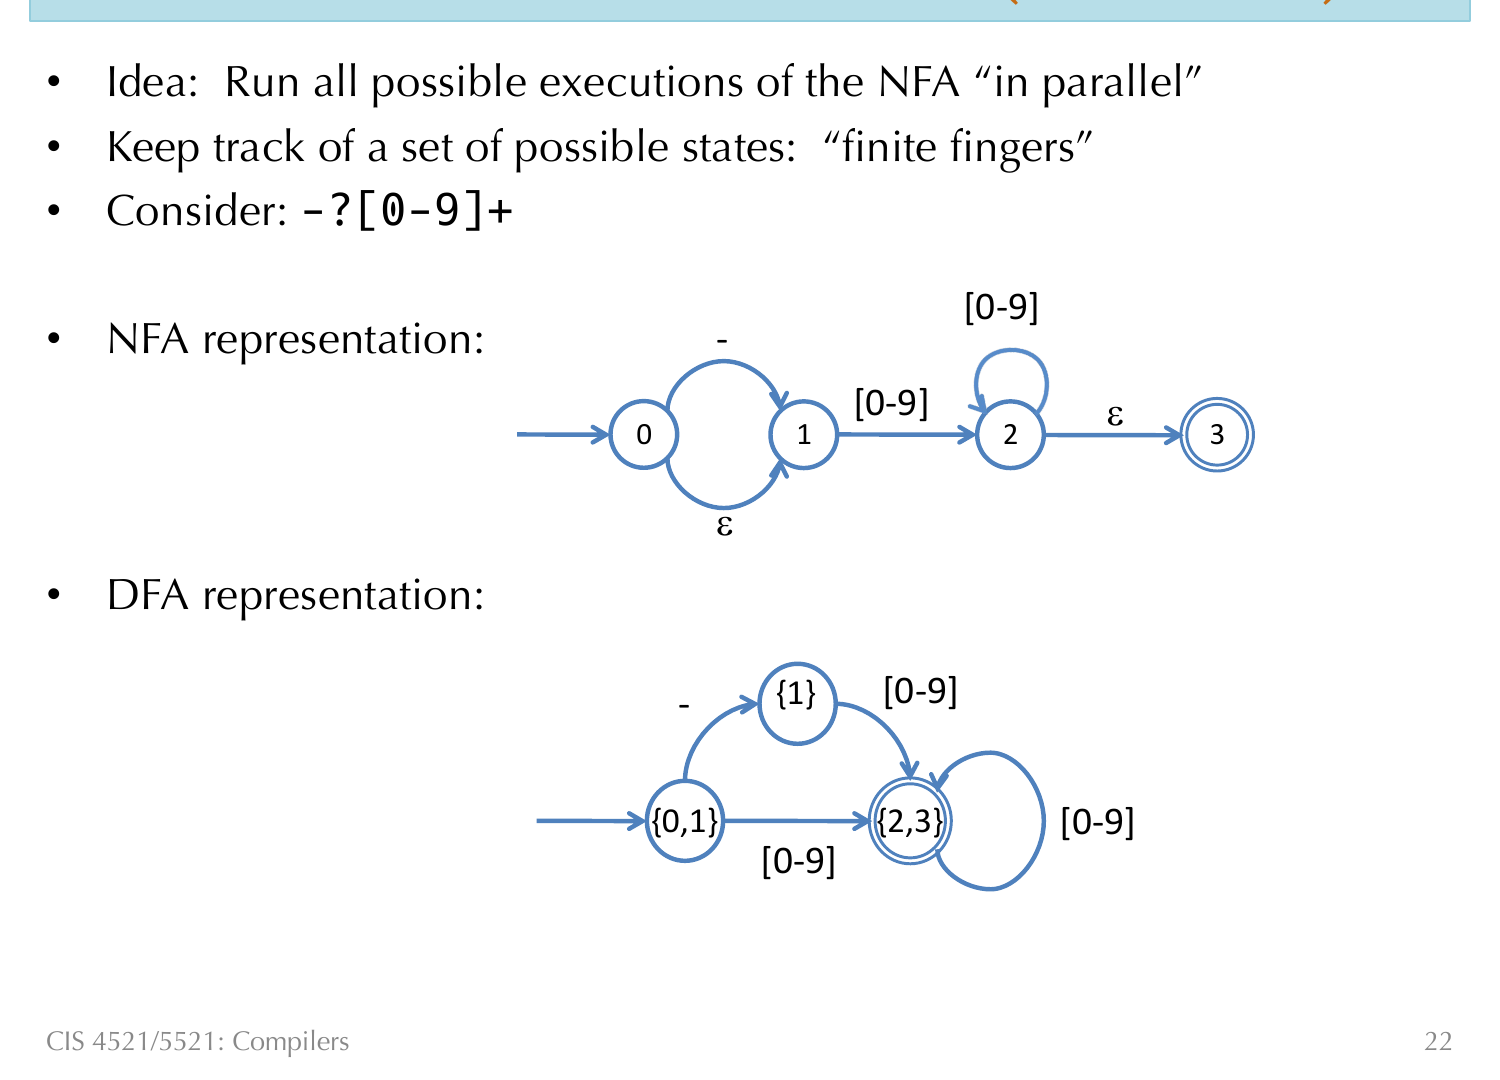 • Idea: Run all possible executions of the NFA “in parallel”
• Keep track of a set of possible states: “finite fingers”
• Consider: -?[0-9]+
[0-9]
• NFA representation:
-
[0-9]
ε
0
1
2
3
ε
• DFA representation:
{1}
[0-9]
-
{0,1}
{2,3}
[0-9]
[0-9]
CIS 4521/5521: Compilers
22